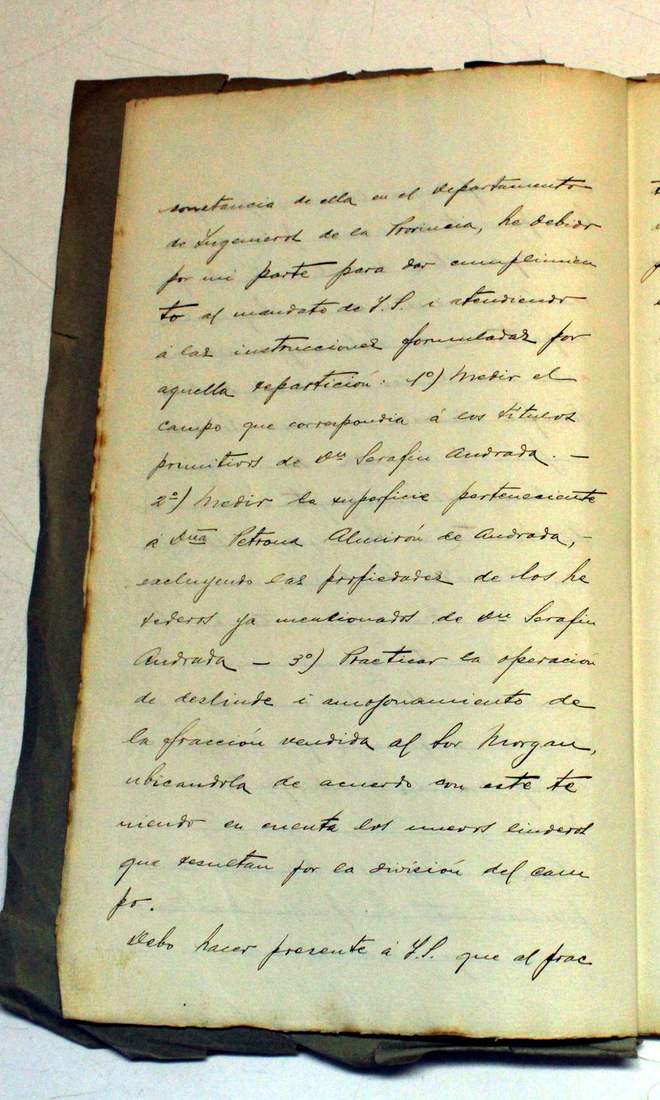 constancia de ella en el Departamento
de Ingenieros de la Provincia, he debido
por mi parte para dar cumplimien
to al mandato de V.S. i atendiendo
á las instrucciones formuladas por
aquella repartición: 1º) Medir el
campo que correspondia á los títulos
primitivos de Dn Serafin Andrada. —
2º) Medir la superficie perteneciente
á Dña Petrona Almirón de Andrada, –
excluyendo las propiedades de los he
rederos ya mencionados de Dn Serafin
Andrada — 3º) Practicar la operación
de deslinde i amojonamiento de
la fracción vendida al Sor Morgan,
ubicandola de acuerdo con este te
niendo en cuenta los nuevos linderos
que resultan por la división del cam
po.
Debo hacer presente á V.S. que al frac